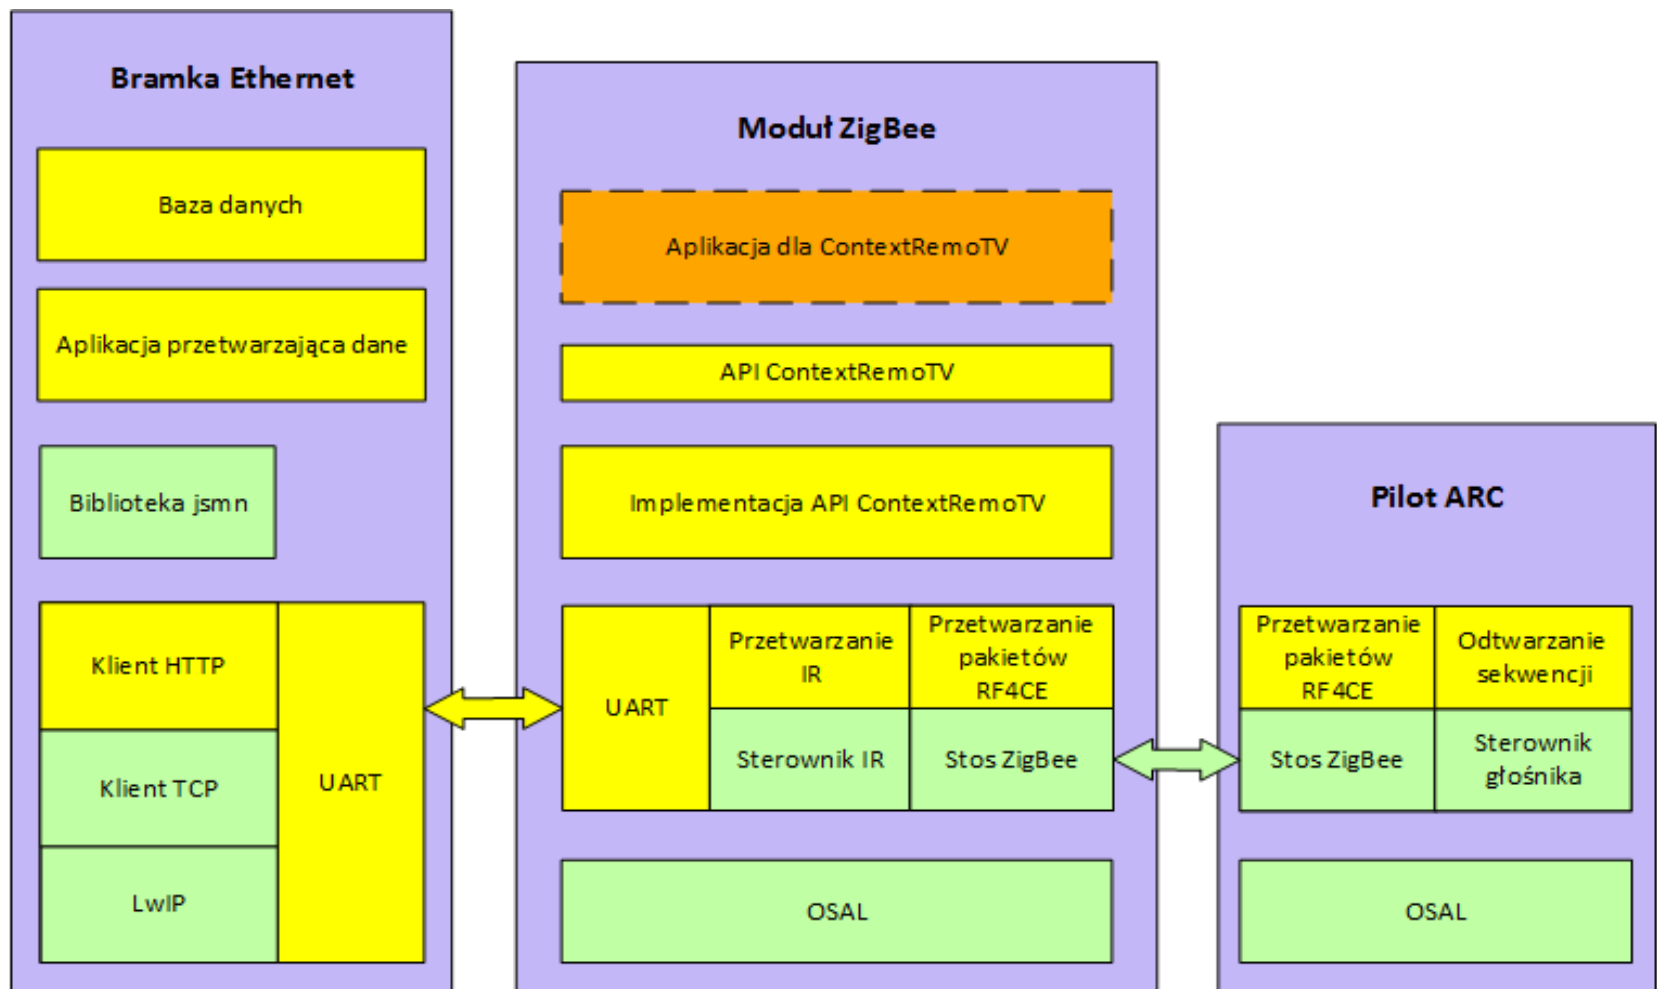 Bramka Ethernet
Baza danych
Aplikacja przetwarzająca dane
Biblioteka jsmn
Klient HTTP
Klient TCP
LwIP
UART
Moduł ZigBee
Aplikacja dla ContextRemoTV
API ContextRemoTV
Implementacja API ContextRemoTV
UART
Przetwarzanie
IR
Sterownik IR
Przetwarzanie
pakietów
RF4CE
Stos ZigBee
OSAL
Pilot ARC
Przetwarzanie
pakietów
RF4CE
Stos ZigBee
Odtwarzanie
sekwencji
Sterownik
głośnika
OSAL